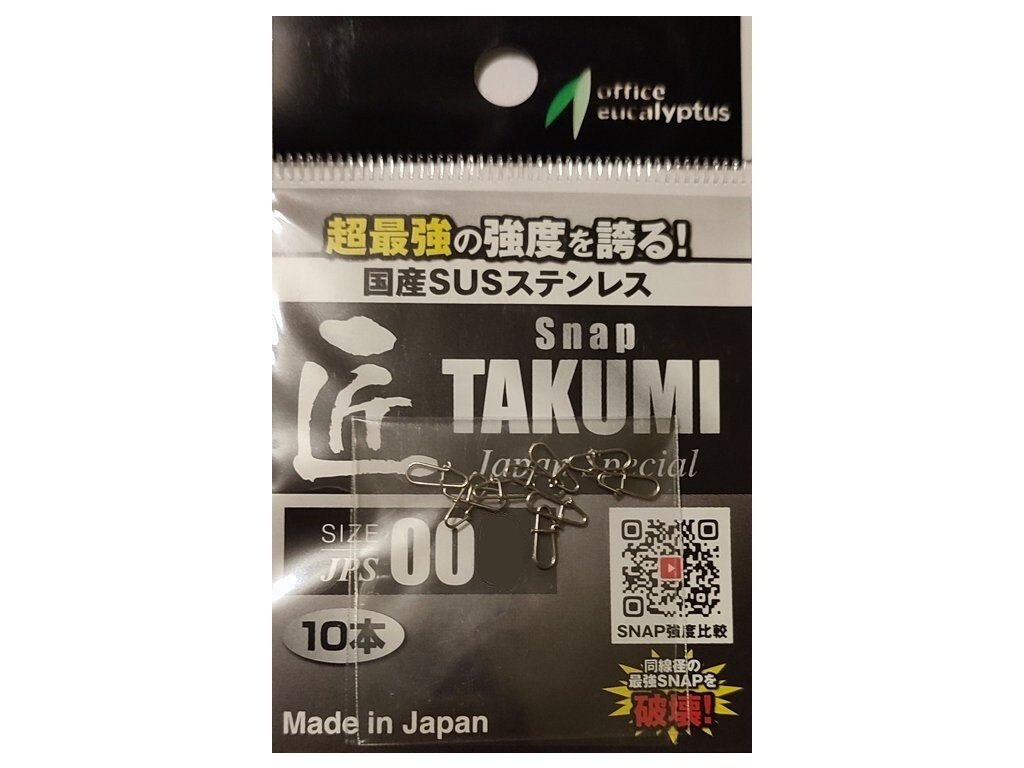 office
eucalyptus
超最強の強度を誇る!
国産SUSステンレス
匠
Snap
TAKUMI
Japan Special
SIZE
JPS
00
10本
SNAP強度比較
同線径の
最強SNAPを
破壊!
Made in Japan